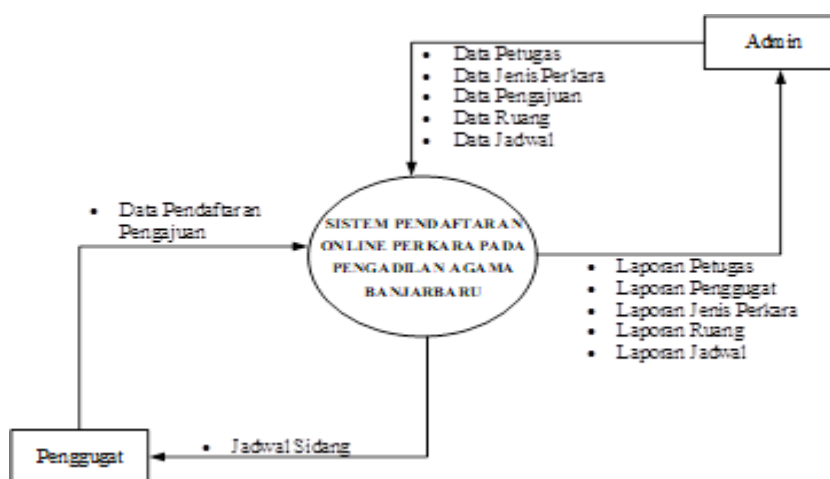 Admin
• Data Petugas
• Data Jenis Perkara
• Data Pengajuan
• Data Ruang
• Data Jadwal
• Data Pendaftaran
Pengajuan
SISTEM PENDAFTARAN
ONLINE PERKARA PADA
PENGADILAN AGAMA
BANJARBARU
• Laporan Petugas
• Laporan Penggugat
• Laporan Jenis Perkara
• Laporan Ruang
• Laporan Jadwal
Penggugat
• Jadwal Sidang